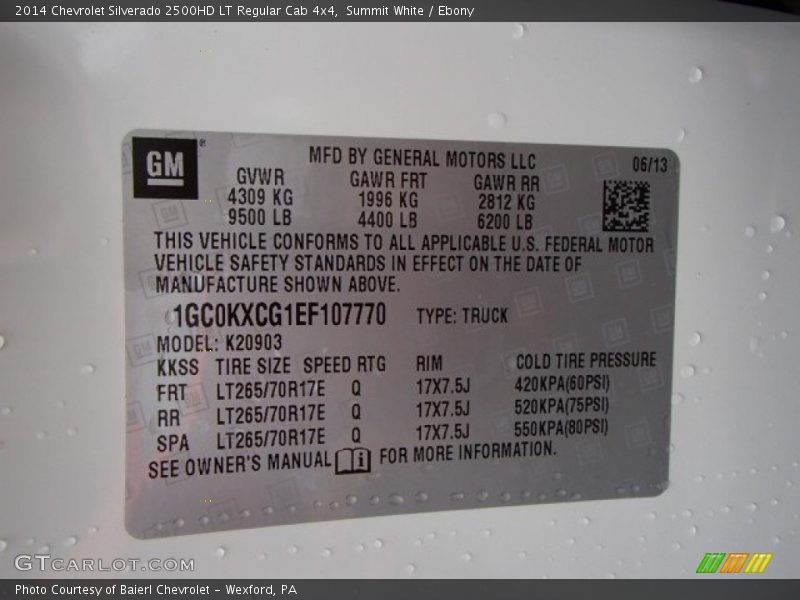 2014 Chevrolet Silverado 2500HD LT Regular Cab 4x4,  Summit White / Ebony
GM®
MFD BY GENERAL MOTORS LLC 06/13
GVWR GAWR FRT GAWR RR
4309 KG 1996 KG 2812 KG
9500 LB 4400 LB 6200 LB
THIS VEHICLE CONFORMS TO ALL APPLICABLE U.S. FEDERAL MOTOR
VEHICLE SAFETY STANDARDS IN EFFECT ON THE DATE OF
MANUFACTURE SHOWN ABOVE.
1GC0KXCG1EF107770 TYPE: TRUCK
MODEL: K20903
KKSS TIRE SIZE SPEED RTG RIM COLD TIRE PRESSURE
FRT LT265/70R17E Q 17X7.5J 420KPA(60PSI)
RR LT265/70R17E Q 17X7.5J 520KPA(75PSI)
SPA LT265/70R17E Q 17X7.5J 550KPA(80PSI)
SEE OWNER'S MANUAL i FOR MORE INFORMATION.
GTCARLOT.COM
Photo Courtesy of Baierl Chevrolet - Wexford, PA